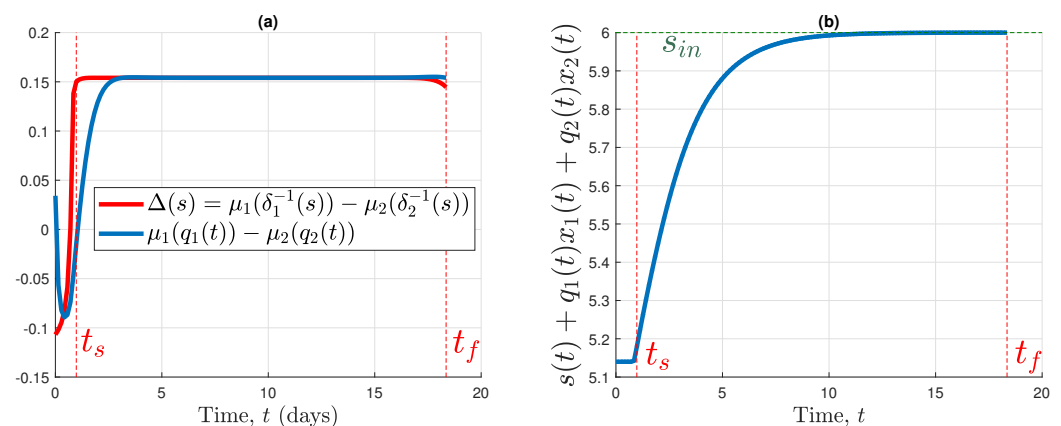 (a)
0.2
0.15
0.1
0.05
0
-0.05
-0.1
-0.15
Δ(s) = μ₁(δ₁⁻¹(s)) − μ₂(δ₂⁻¹(s))
μ₁(q₁(t)) − μ₂(q₂(t))
tₛ
t_f
0 5 10 15 20
Time, t (days)
(b)
s(t) + q₁(t)x₁(t) + q₂(t)x₂(t)
6
5.9
5.8
5.7
5.6
5.5
5.4
5.3
5.2
5.1
s_in
tₛ
t_f
0 5 10 15 20
Time, t